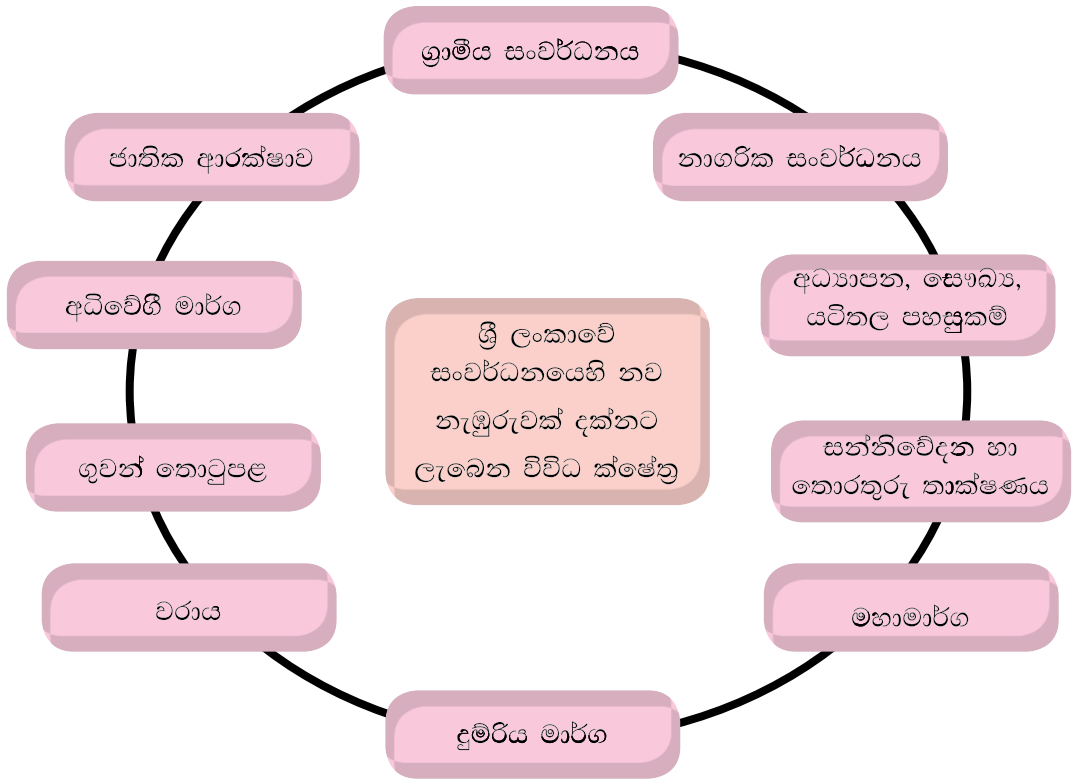 ග්‍රාමීය සංවර්ධනය
ජාතික ආරක්ෂාව
නාගරික සංවර්ධනය
අධිවේගී මාර්ග
අධ්‍යාපන, සෞඛ්‍ය,
යටිතල පහසුකම්
ශ්‍රී ලංකාවේ
සංවර්ධනයෙහි නව
නැඹුරුවක් දක්නට
ලැබෙන විවිධ ක්ෂේත්‍ර
ගුවන් තොටුපළ
සන්නිවේදන හා
තොරතුරු තාක්ෂණය
වරාය
මහාමාර්ග
දුම්රිය මාර්ග